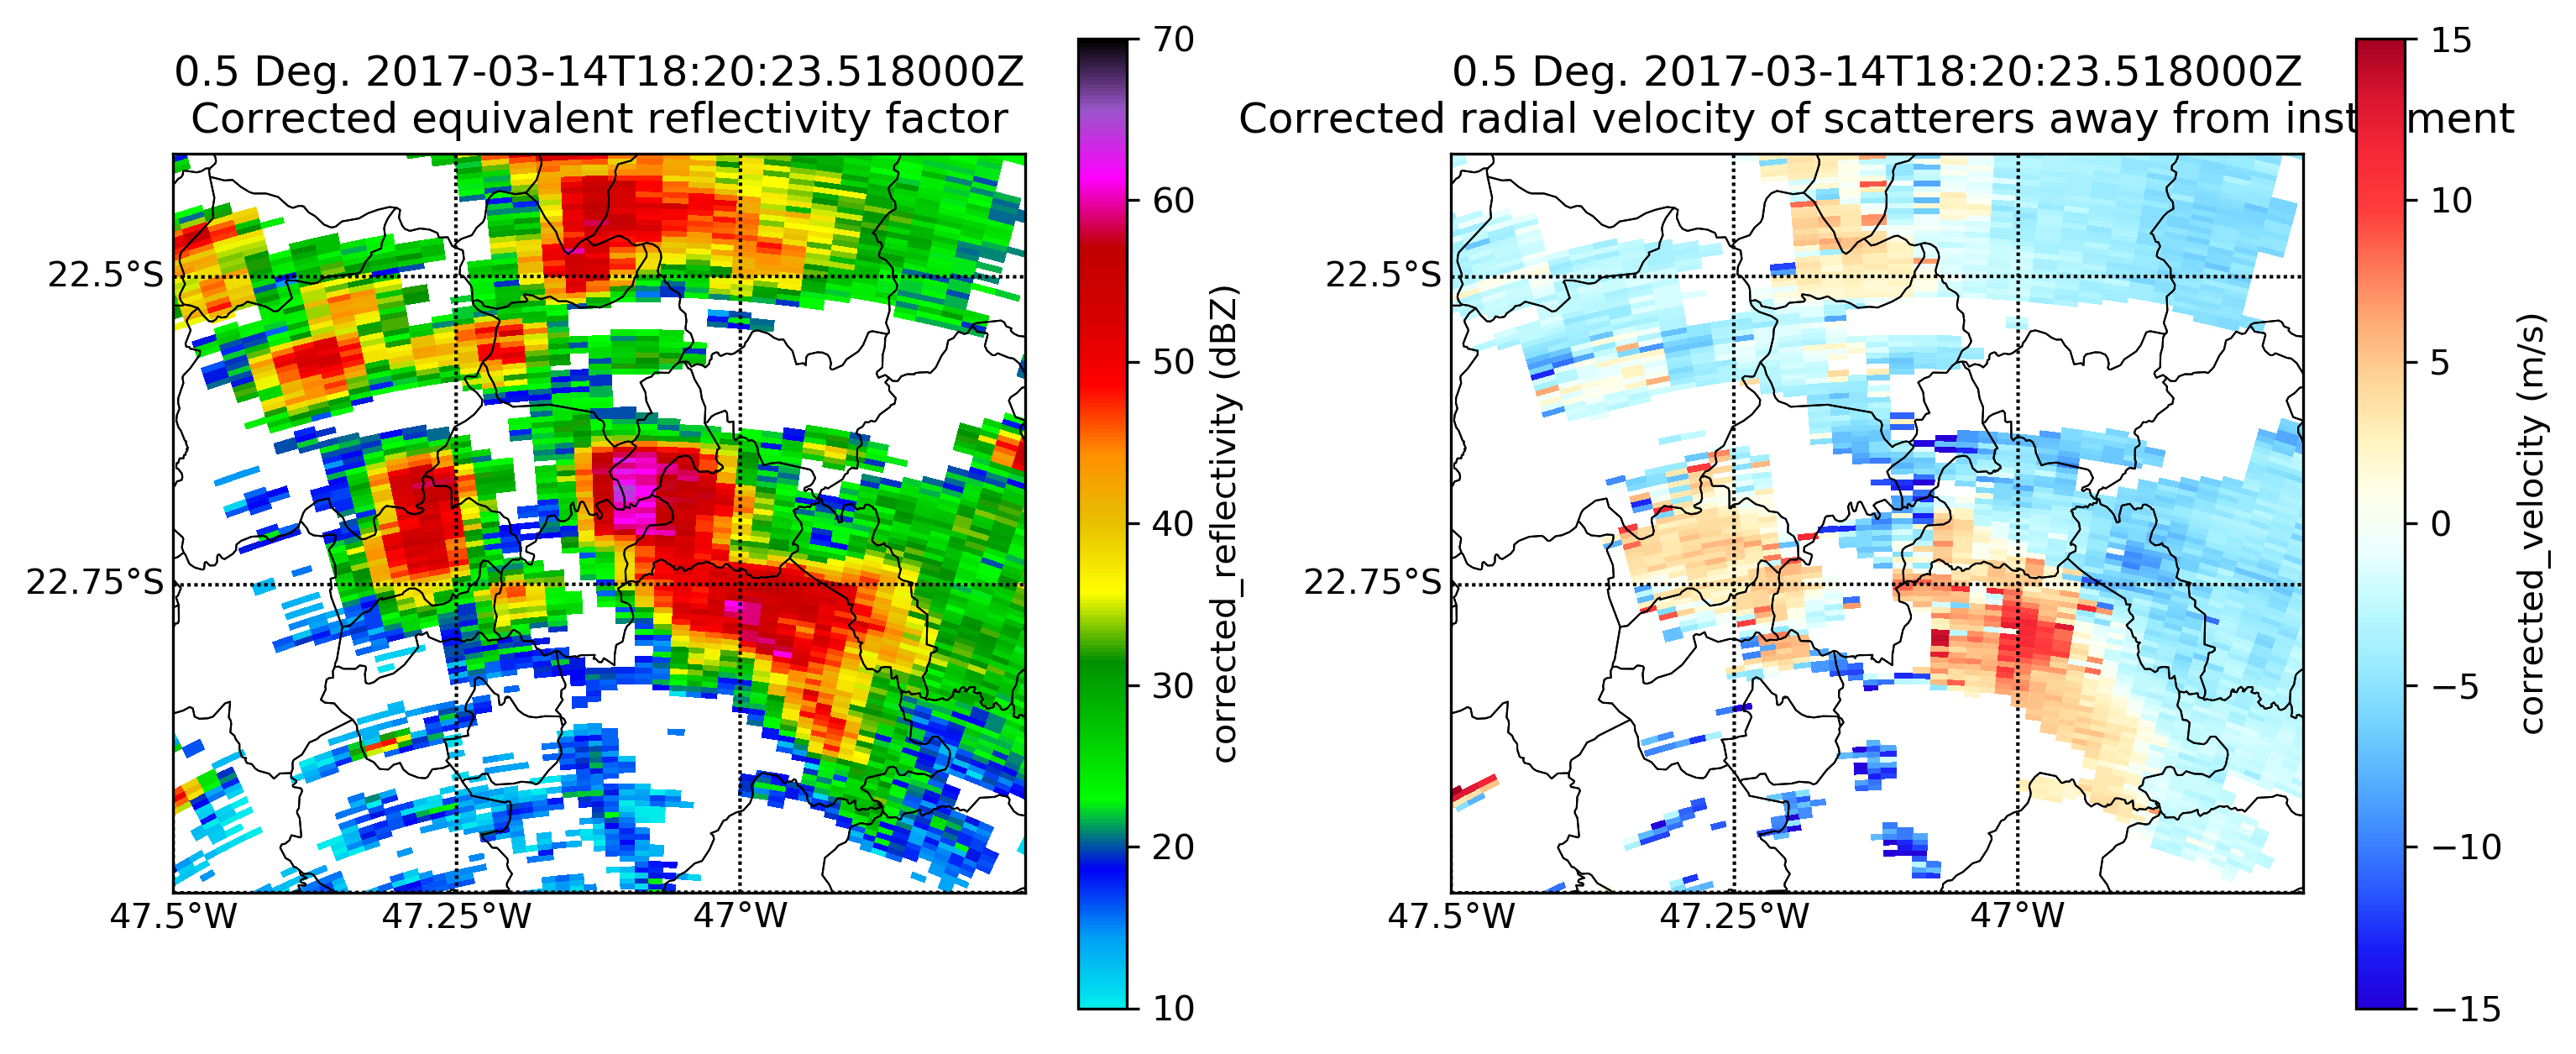 0.5 Deg. 2017-03-14T18:20:23.518000Z
Corrected equivalent reflectivity factor
22.5°S
22.75°S
47.5°W
47.25°W
47°W
70
60
50
40
30
20
10
corrected_reflectivity (dBZ)
0.5 Deg. 2017-03-14T18:20:23.518000Z
Corrected radial velocity of scatterers away from inst ment
22.5°S
22.75°S
47.5°W
47.25°W
47°W
15
10
5
0
−5
−10
−15
corrected_velocity (m/s)